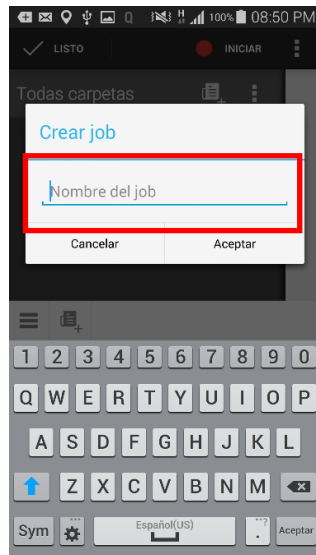 H 100% 08:50 PM
LISTO INICIAR
Todas carpetas
Crear job
Nombre del job
Cancelar Aceptar
1 2 3 4 5 6 7 8 9 0
Q W E R T Y U I O P
A S D F G H J K L
Z X C V B N M
Sym Español(US) . ,? Aceptar